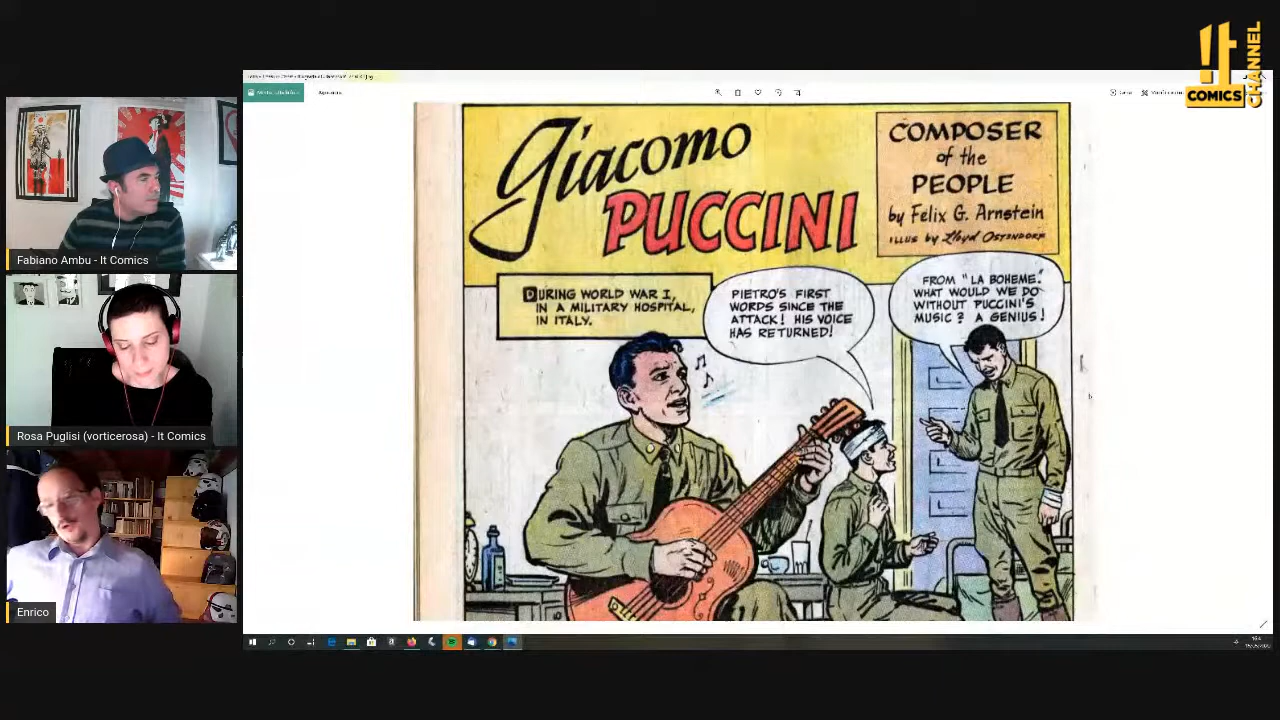 !t
COMICS
CHANNEL
Giacomo
PUCCINI
COMPOSER
of the
PEOPLE
by Felix G. Arnstein
ILLUS by Lloyd OSTENDORF
DURING WORLD WAR I,
IN A MILITARY HOSPITAL,
IN ITALY.
PIETRO'S FIRST
WORDS SINCE THE
ATTACK! HIS VOICE
HAS RETURNED!
FROM "LA BOHEME."
WHAT WOULD WE DO
WITHOUT PUCCINI'S
MUSIC? A GENIUS!
Fabiano Ambu - It Comics
Rosa Puglisi (vorticerosa) - It Comics
Enrico